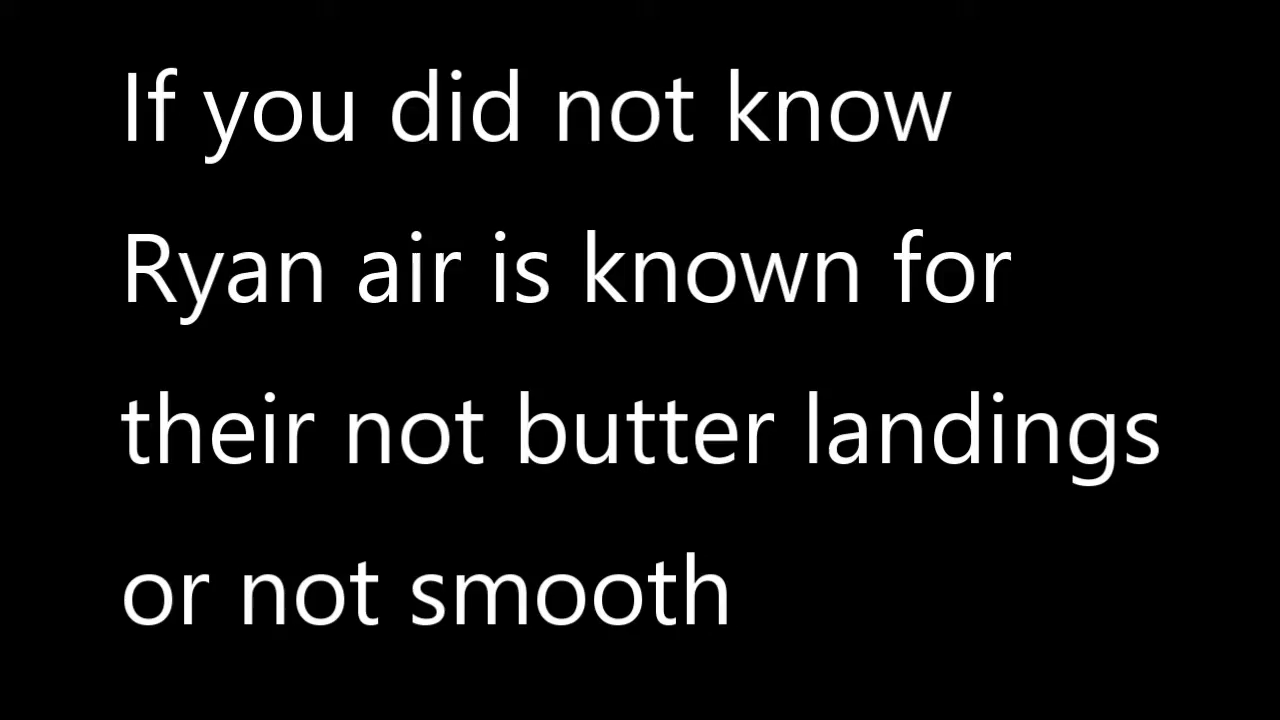 If you did not know
Ryan air is known for
their not butter landings
or not smooth